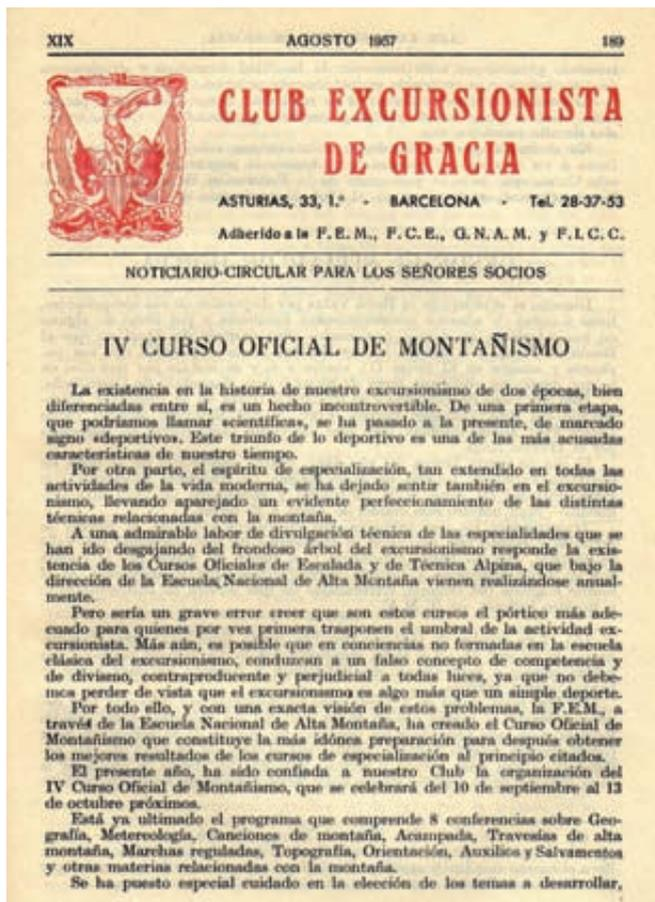 XIX AGOSTO 1957 189
CLUB EXCURSIONISTA
DE GRACIA
ASTURIAS, 33, 1.º - BARCELONA - Tel. 28-37-53
Adherido a la F. E. M., F. C. E., G. N. A. M. y F. I. C. C.
NOTICIARIO-CIRCULAR PARA LOS SEÑORES SOCIOS
IV CURSO OFICIAL DE MONTAÑISMO
La existencia en la historia de nuestro excursionismo de dos épocas, bien
diferenciadas entre sí, es un hecho incontrovertible. De una primera etapa,
que podríamos llamar «científica», se ha pasado a la presente, de marcado
signo «deportivo». Este triunfo de lo deportivo es una de las más acusadas
características de nuestro tiempo.
Por otra parte, el espíritu de especialización, tan extendido en todas las
actividades de la vida moderna, se ha dejado sentir también en el excursio-
nismo, llevando aparejado un evidente perfeccionamiento de las distintas
técnicas relacionadas con la montaña.
A una admirable labor de divulgación técnica de las especialidades que se
han ido desgajando del frondoso árbol del excursionismo responde la exis-
tencia de los Cursos Oficiales de Escalada y de Técnica Alpina, que bajo la
dirección de la Escuela Nacional de Alta Montaña vienen realizándose anual-
mente.
Pero sería un grave error creer que son estos cursos el pórtico más ade-
cuado para quienes por vez primera trasponen el umbral de la actividad ex-
cursionista. Más aún, es posible que en conciencias no formadas en la escuela
clásica del excursionismo, conduzcan a un falso concepto de competencia y
de divismo, contraproducente y perjudicial a todas luces, ya que no debe-
mos perder de vista que el excursionismo es algo más que un simple deporte.
Por todo ello, y con una exacta visión de estos problemas, la F.E.M., a
través de la Escuela Nacional de Alta Montaña, ha creado el Curso Oficial de
Montañismo que constituye la más idónea preparación para después obtener
los mejores resultados de los cursos de especialización al principio citados.
El presente año, ha sido confiada a nuestro Club la organización del
IV Curso Oficial de Montañismo, que se celebrará del 10 de septiembre al 13
de octubre próximos.
Está ya ultimado el programa que comprende 8 conferencias sobre Geo-
grafía, Metereología, Canciones de montaña, Acampada, Travesías de alta
montaña, Marchas reguladas, Topografía, Orientación, Auxilios y Salvamentos
y otras materias relacionadas con la montaña.
Se ha puesto especial cuidado en la elección de los temas a desarrollar,